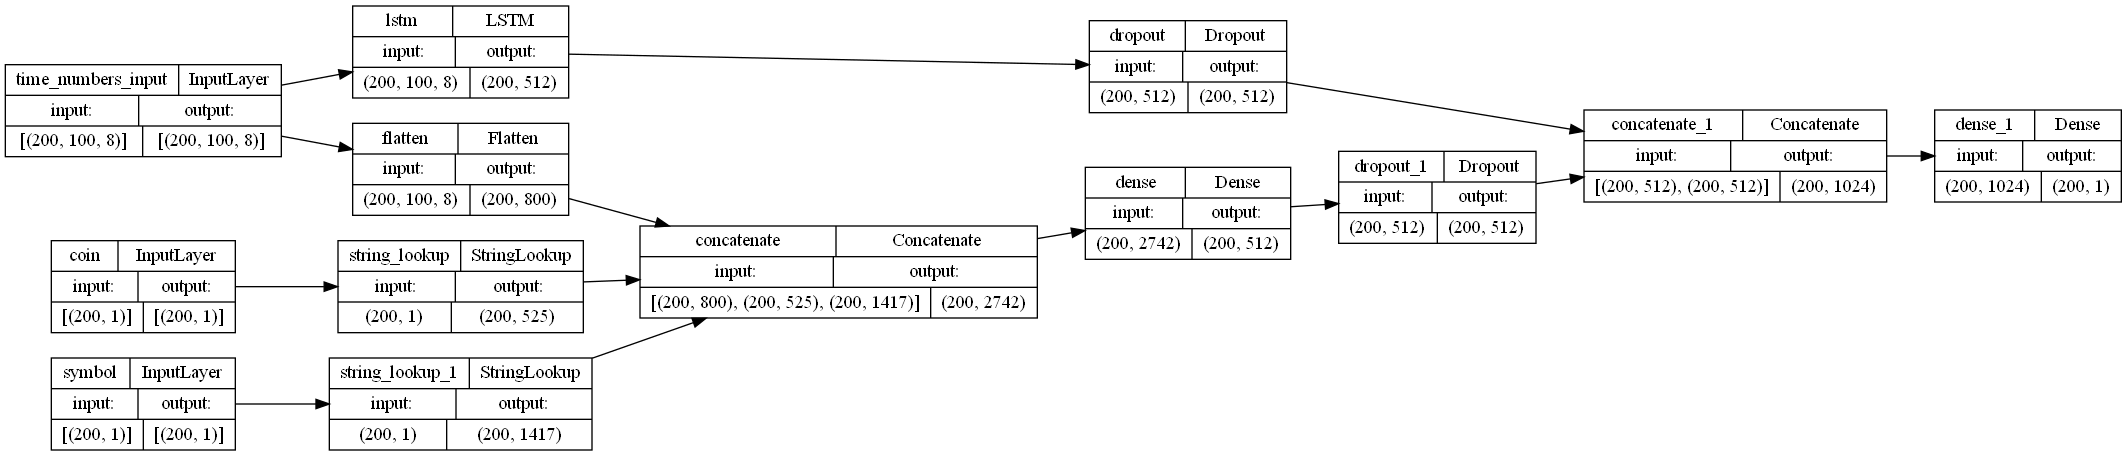 time_numbers_input InputLayer
input: output:
[(200, 100, 8)] [(200, 100, 8)]
lstm LSTM
input: output:
(200, 100, 8) (200, 512)
flatten Flatten
input: output:
(200, 100, 8) (200, 800)
coin InputLayer
input: output:
[(200, 1)] [(200, 1)]
string_lookup StringLookup
input: output:
(200, 1) (200, 525)
symbol InputLayer
input: output:
[(200, 1)] [(200, 1)]
string_lookup_1 StringLookup
input: output:
(200, 1) (200, 1417)
concatenate Concatenate
input: output:
[(200, 800), (200, 525), (200, 1417)] (200, 2742)
dropout Dropout
input: output:
(200, 512) (200, 512)
dense Dense
input: output:
(200, 2742) (200, 512)
dropout_1 Dropout
input: output:
(200, 512) (200, 512)
concatenate_1 Concatenate
input: output:
[(200, 512), (200, 512)] (200, 1024)
dense_1 Dense
input: output:
(200, 1024) (200, 1)